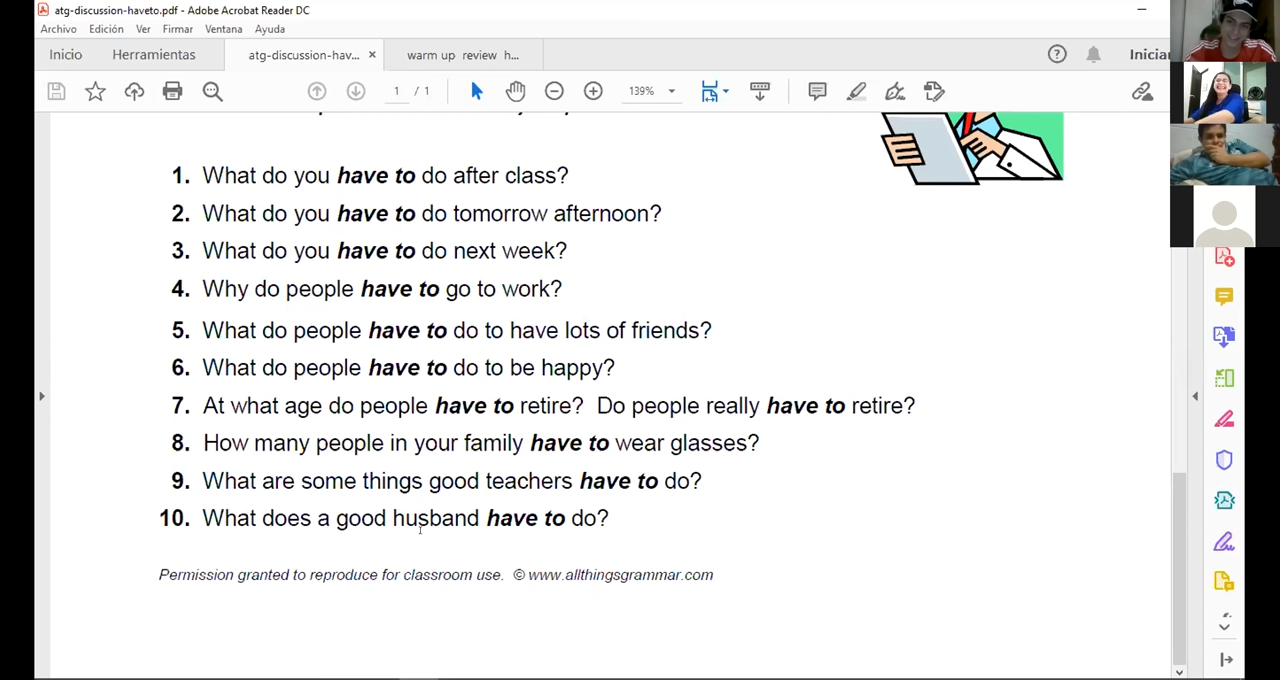 atg-discussion-haveto.pdf - Adobe Acrobat Reader DC
Archivo Edición Ver Firmar Ventana Ayuda
Inicio Herramientas atg-discussion-hav... × warm up review h... Iniciar
1 / 1 139%
1. What do you have to do after class?
2. What do you have to do tomorrow afternoon?
3. What do you have to do next week?
4. Why do people have to go to work?
5. What do people have to do to have lots of friends?
6. What do people have to do to be happy?
7. At what age do people have to retire? Do people really have to retire?
8. How many people in your family have to wear glasses?
9. What are some things good teachers have to do?
10. What does a good husband have to do?
Permission granted to reproduce for classroom use. © www.allthingsgrammar.com